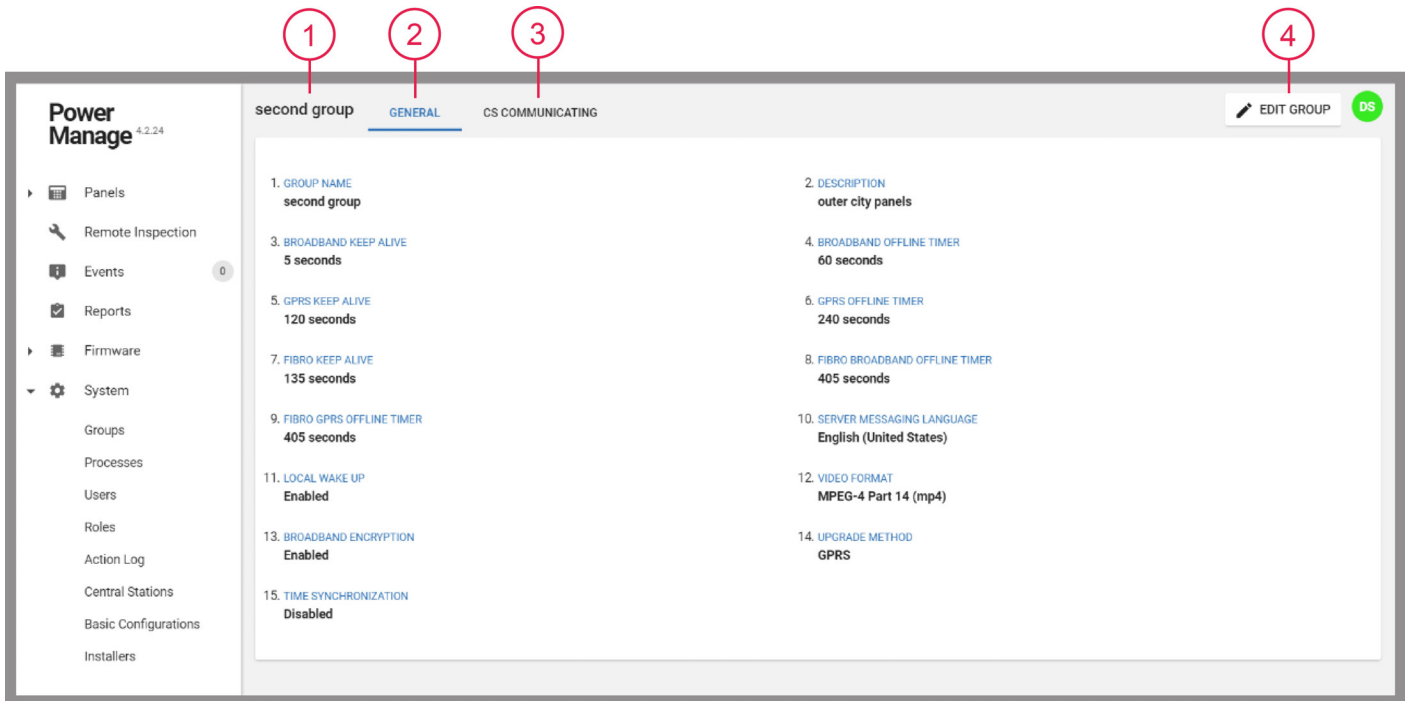 1 2 3 4
Power
Manage 4.2.24
second group GENERAL CS COMMUNICATING EDIT GROUP DS
Panels
Remote Inspection
Events 0
Reports
Firmware
System
Groups
Processes
Users
Roles
Action Log
Central Stations
Basic Configurations
Installers
1. GROUP NAME
second group
2. DESCRIPTION
outer city panels
3. BROADBAND KEEP ALIVE
5 seconds
4. BROADBAND OFFLINE TIMER
60 seconds
5. GPRS KEEP ALIVE
120 seconds
6. GPRS OFFLINE TIMER
240 seconds
7. FIBRO KEEP ALIVE
135 seconds
8. FIBRO BROADBAND OFFLINE TIMER
405 seconds
9. FIBRO GPRS OFFLINE TIMER
405 seconds
10. SERVER MESSAGING LANGUAGE
English (United States)
11. LOCAL WAKE UP
Enabled
12. VIDEO FORMAT
MPEG-4 Part 14 (mp4)
13. BROADBAND ENCRYPTION
Enabled
14. UPGRADE METHOD
GPRS
15. TIME SYNCHRONIZATION
Disabled